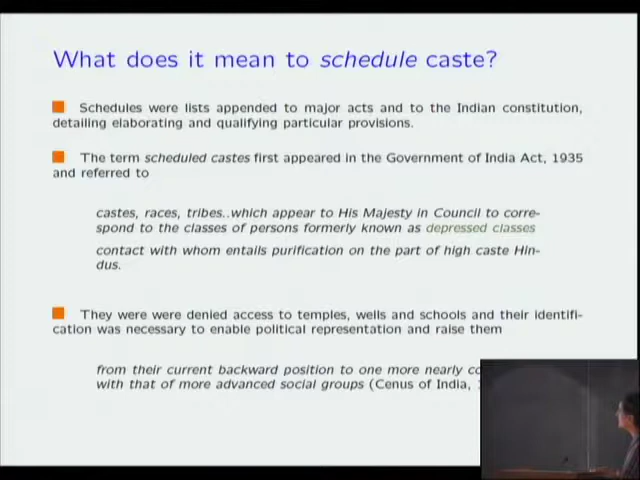 What does it mean to schedule caste?
Schedules were lists appended to major acts and to the Indian constitution,
detailing elaborating and qualifying particular provisions.
The term scheduled castes first appeared in the Government of India Act, 1935
and referred to
castes, races, tribes..which appear to His Majesty in Council to corre-
spond to the classes of persons formerly known as depressed classes
contact with whom entails purification on the part of high caste Hin-
dus.
They were were denied access to temples, wells and schools and their identifi-
cation was necessary to enable political representation and raise them
from their current backward position to one more nearly
with that of more advanced social groups (Cenus of India,